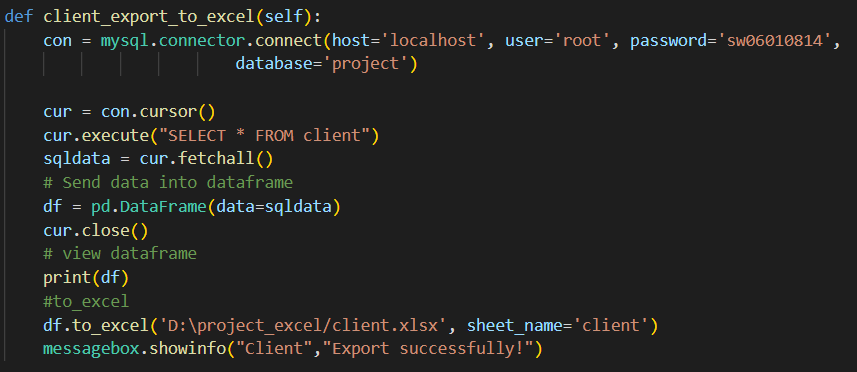 def client_export_to_excel(self):
con = mysql.connector.connect(host='localhost', user='root', password='sw06010814',
database='project')
cur = con.cursor()
cur.execute("SELECT * FROM client")
sqldata = cur.fetchall()
# Send data into dataframe
df = pd.DataFrame(data=sqldata)
cur.close()
# view dataframe
print(df)
#to_excel
df.to_excel('D:\project_excel/client.xlsx', sheet_name='client')
messagebox.showinfo("Client","Export successfully!")